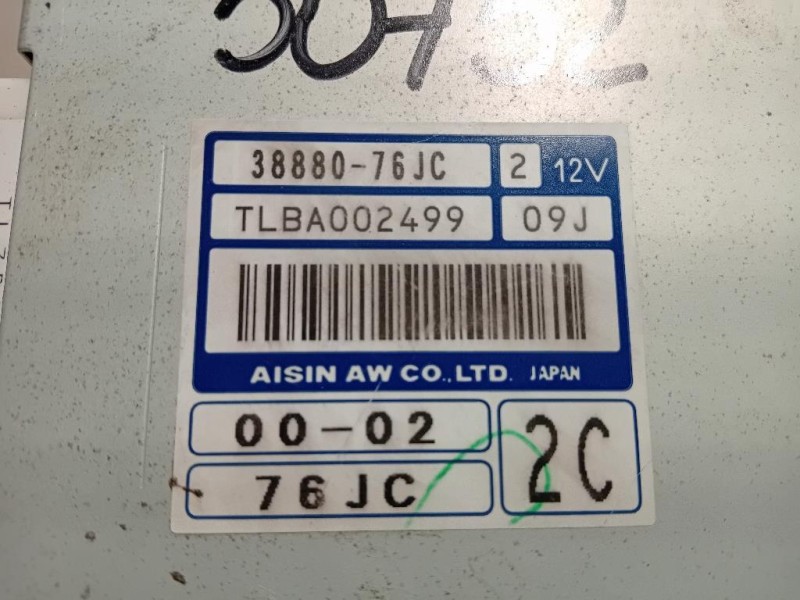 38880-76JC 2 12V
TLBA002499 09J
AISIN AW CO.,LTD. JAPAN
00-02
76JC 2C